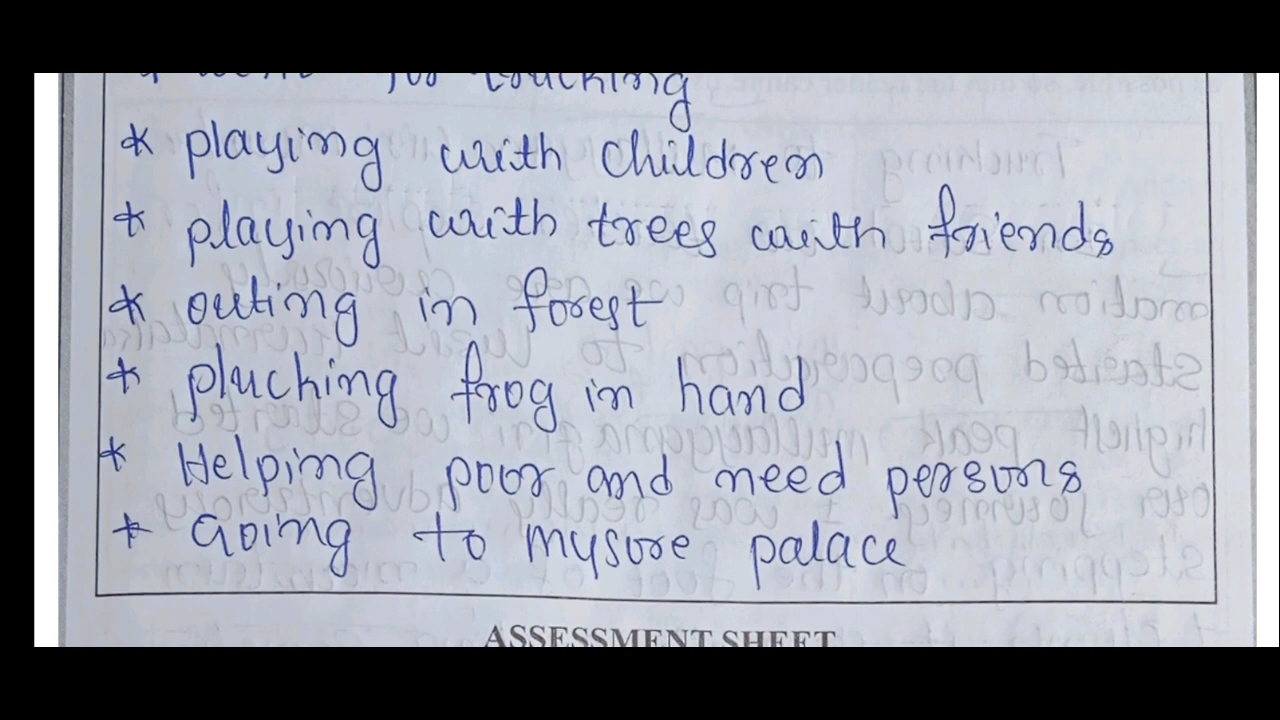 * playing with children
* playing with trees with friends
* outing in forest
* pluching frog in hand
* Helping poor and need persons
* Going to mysore palace
ASSESSMENT SHEET